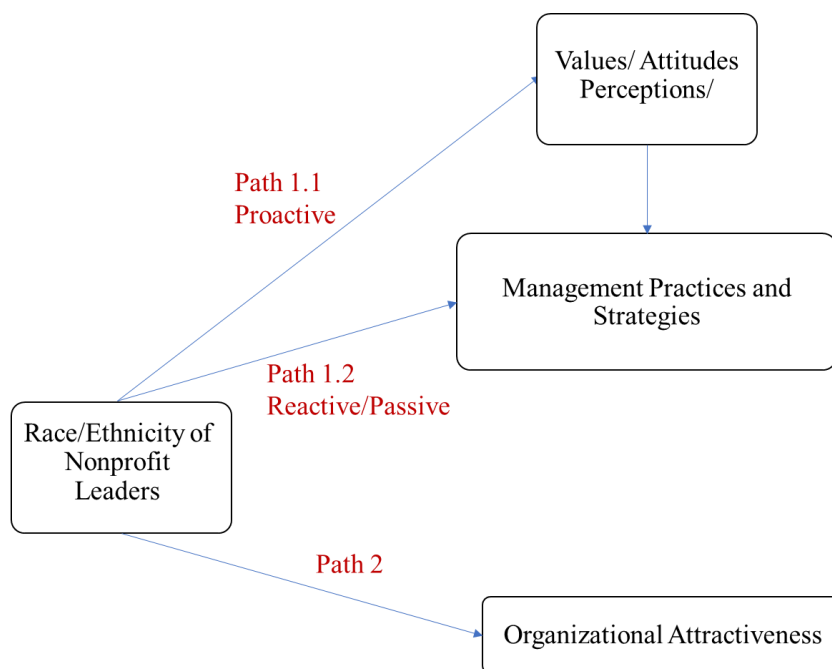 Values/ Attitudes
Perceptions/
Path 1.1
Proactive
Management Practices and
Strategies
Path 1.2
Reactive/Passive
Race/Ethnicity of
Nonprofit
Leaders
Path 2
Organizational Attractiveness